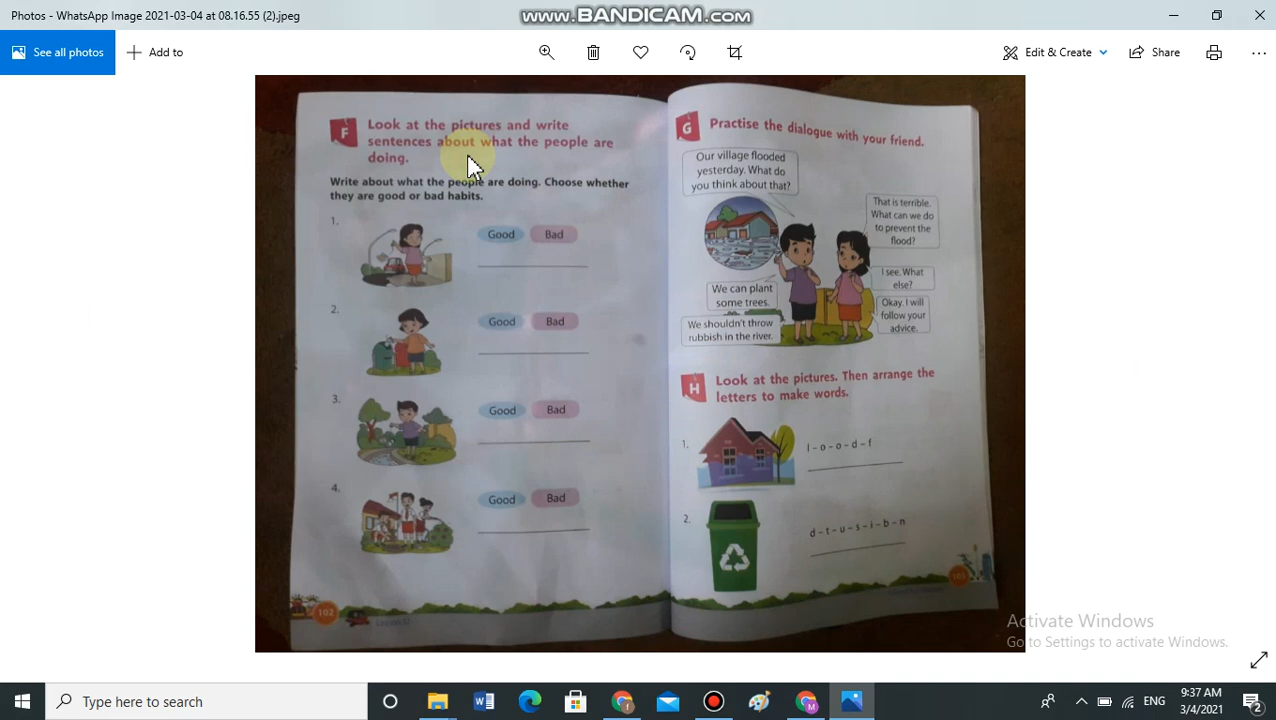 Photos - WhatsApp Image 2021-03-04 at 08.16.55 (2).jpeg
www.BANDICAM.com
See all photos
Add to
Edit & Create
Share
F
Look at the pictures and write
sentences about what the people are
doing.
Write about what the people are doing. Choose whether
they are good or bad habits.
1.
Good Bad
2.
Good Bad
3.
Good Bad
4.
Good Bad
102
Lesson
G
Practise the dialogue with your friend.
Our village flooded
yesterday. What do
you think about that?
That is terrible.
What can we do
to prevent the
flood?
We can plant
some trees.
I see. What
else?
We shouldn't throw
rubbish in the river.
Okay. I will
follow your
advice.
H
Look at the pictures. Then arrange the
letters to make words.
1.
l - o - o - d - f
2.
d - t - u - s - i - b - n
103
Activate Windows
Go to Settings to activate Windows.
Type here to search
ENG
9:37 AM
3/4/2021
2